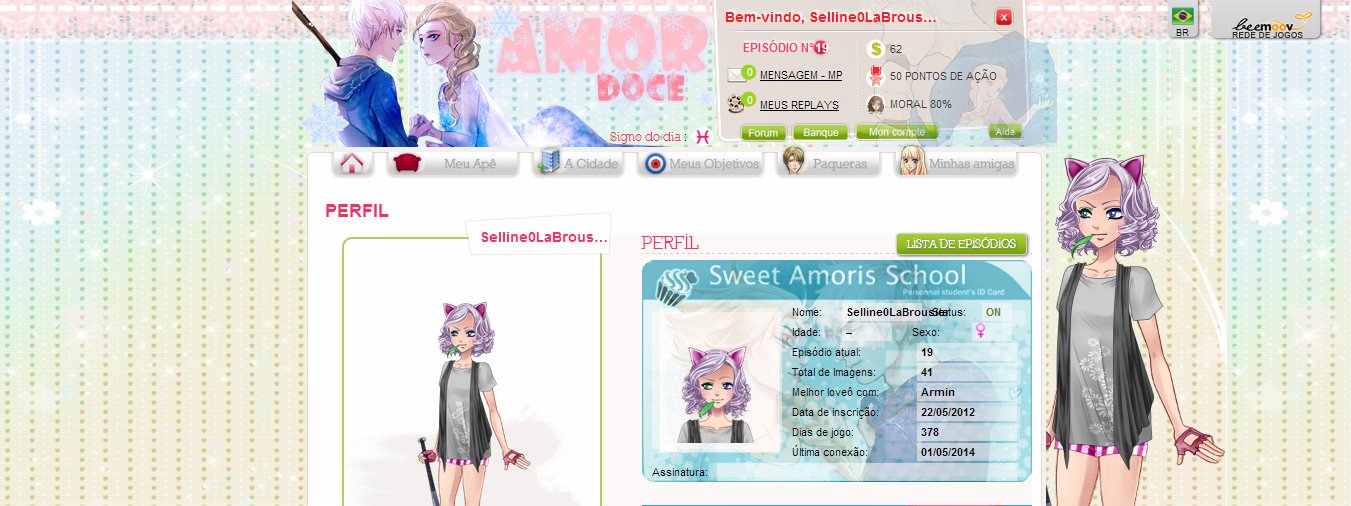 AMOR
DOCE
Signo do dia :
Bem-vindo, Selline0LaBrous...
x
EPISÓDIO N°19
62
0 MENSAGEM - MP
50 PONTOS DE AÇÃO
0 MEUS REPLAYS
MORAL 80%
Forum
Banque
Mon compte
Aide
BR
beemoov
REDE DE JOGOS
Meu Apê
A Cidade
Meus Objetivos
Paqueras
Minhas amigas
PERFIL
Selline0LaBrous...
PERFIL
LISTA DE EPISÓDIOS
Sweet Amoris School
Personnal student's ID Card
Nome: Selline0LaBrousse Status: ON
Idade: – Sexo:
Episódio atual: 19
Total de Imagens: 41
Melhor loveô com: Armin
Data de inscrição: 22/05/2012
Dias de jogo: 378
Última conexão: 01/05/2014
Assinatura: